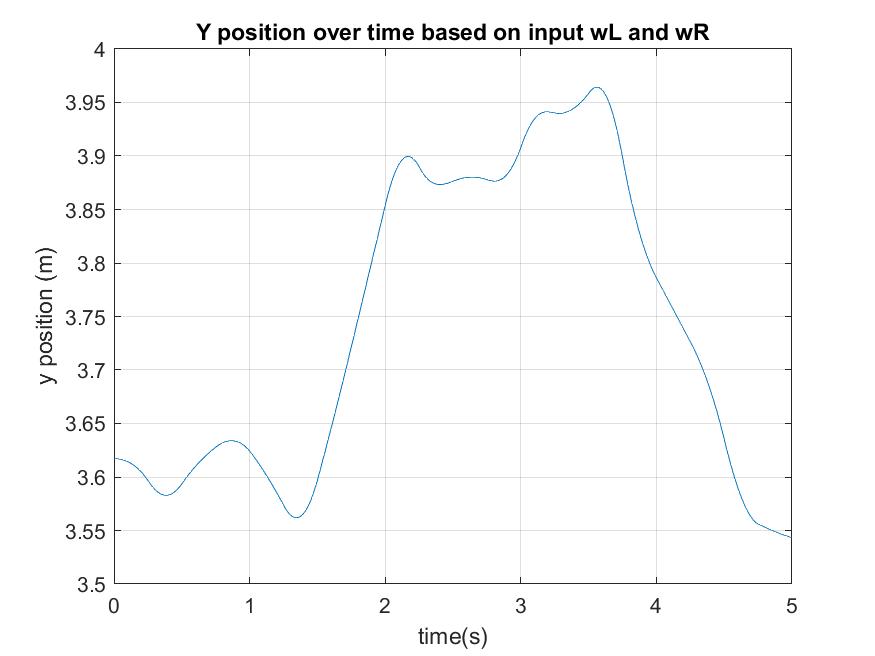 Y position over time based on input wL and wR
4
3.95
3.9
3.85
3.8
3.75
3.7
3.65
3.6
3.55
3.5
y position (m)
0 1 2 3 4 5
time(s)